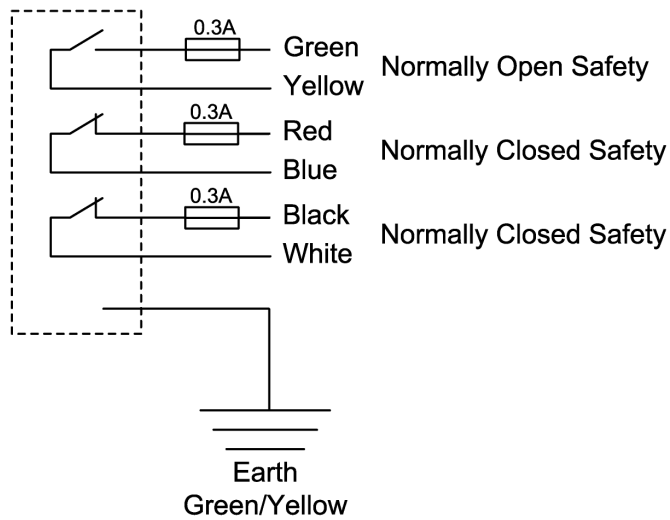 0.3A
Green
Normally Open Safety
Yellow
0.3A
Red
Normally Closed Safety
Blue
0.3A
Black
Normally Closed Safety
White
Earth
Green/Yellow